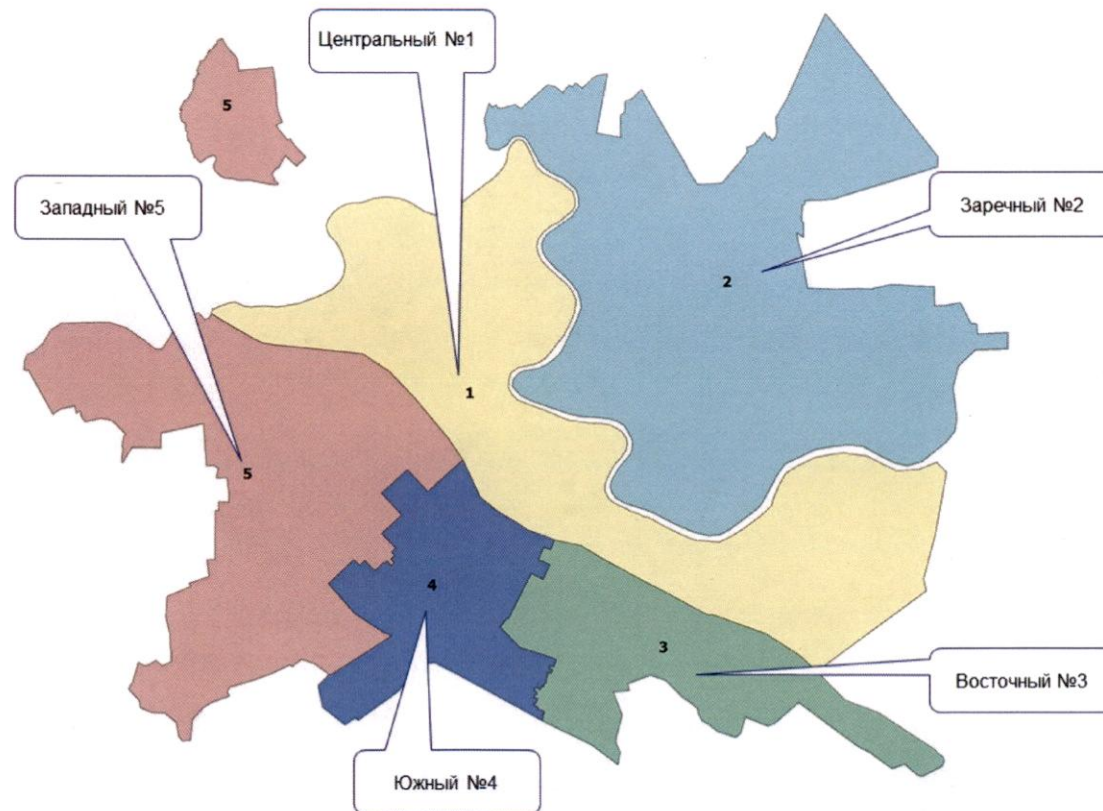 Центральный №1
5
Западный №5
Заречный №2
2
1
5
4
3
Восточный №3
Южный №4